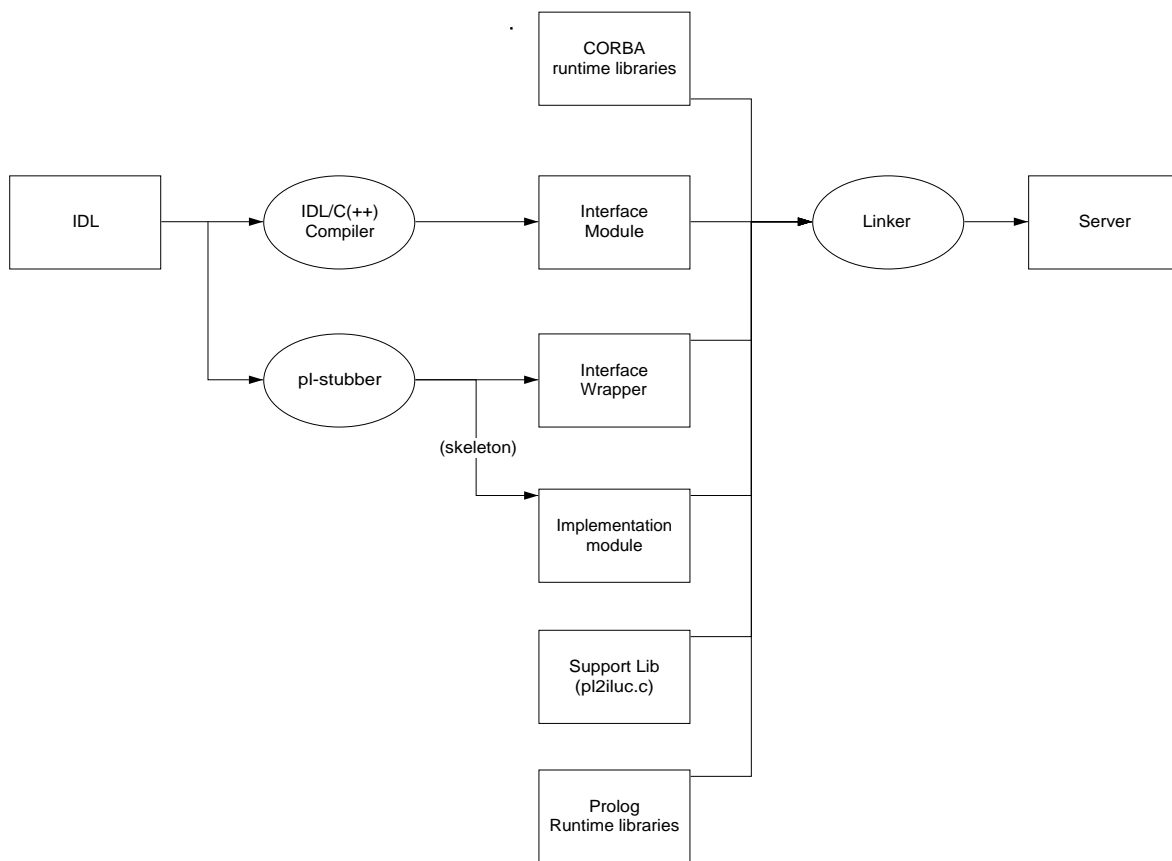 CORBA
runtime libraries
IDL
IDL/C(++)
Compiler
Interface
Module
Linker
Server
pl-stubber
Interface
Wrapper
(skeleton)
Implementation
module
Support Lib
(pl2iluc.c)
Prolog
Runtime libraries